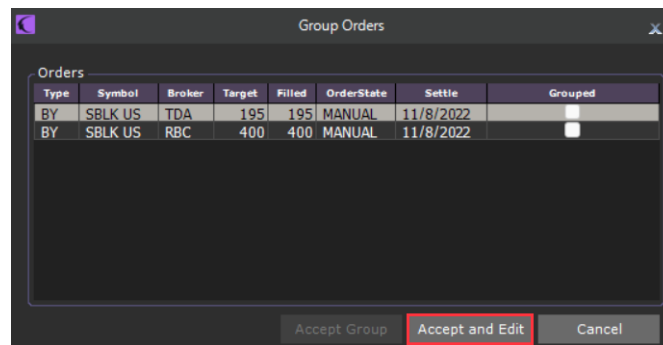 Group Orders
x
Orders
Type Symbol Broker Target Filled OrderState Settle Grouped
BY SBLK US TDA 195 195 MANUAL 11/8/2022
BY SBLK US RBC 400 400 MANUAL 11/8/2022
Accept Group Accept and Edit Cancel